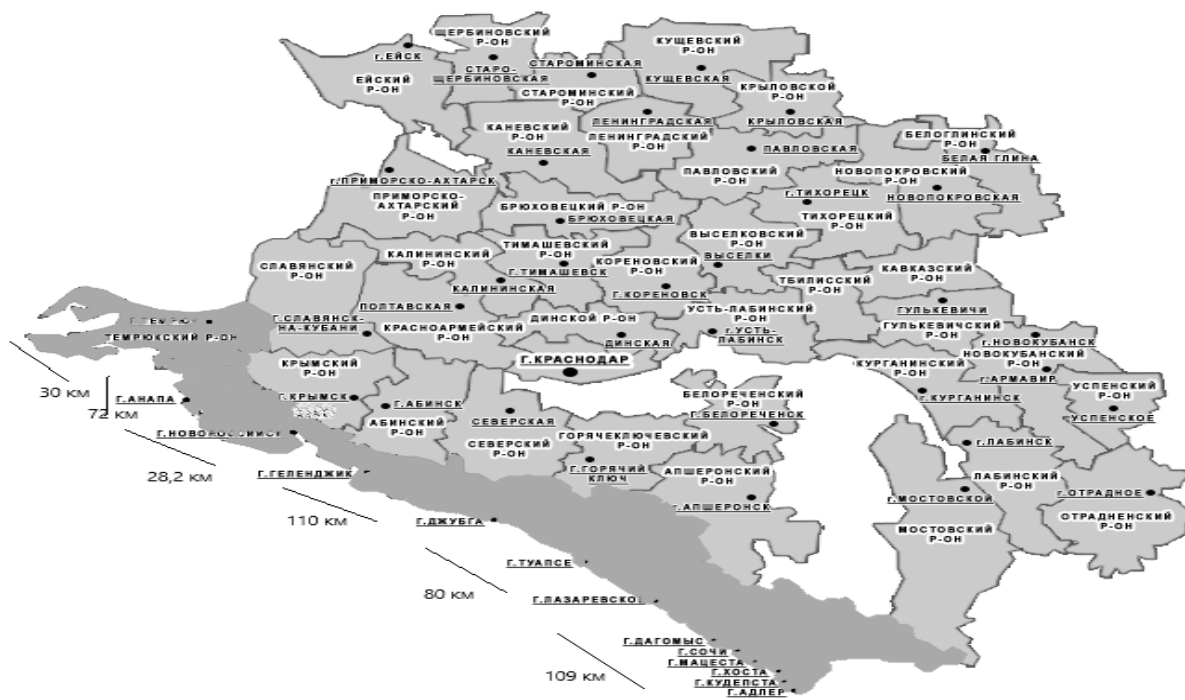 ЩЕРБИНОВСКИЙ
Р-ОН
г.ЕЙСК
ЕЙСКИЙ
Р-ОН
СТАРО-
ЩЕРБИНОВСКАЯ
СТАРОМИНСКАЯ
СТАРОМИНСКИЙ
Р-ОН
КУЩЕВСКИЙ
Р-ОН
КУЩЕВСКАЯ
КРЫЛОВСКОЙ
Р-ОН
КРЫЛОВСКАЯ
КАНЕВСКИЙ
Р-ОН
КАНЕВСКАЯ
ЛЕНИНГРАДСКАЯ
ЛЕНИНГРАДСКИЙ
Р-ОН
ПАВЛОВСКАЯ
ПАВЛОВСКИЙ
Р-ОН
БЕЛОГЛИНСКИЙ
Р-ОН
БЕЛАЯ ГЛИНА
НОВОПОКРОВСКИЙ
Р-ОН
НОВОПОКРОВСКАЯ
г.ПРИМОРСКО-АХТАРСК
ПРИМОРСКО-
АХТАРСКИЙ
Р-ОН
БРЮХОВЕЦКИЙ Р-ОН
БРЮХОВЕЦКАЯ
г.ТИХОРЕЦК
ТИХОРЕЦКИЙ
Р-ОН
ВЫСЕЛКОВСКИЙ
Р-ОН
ВЫСЕЛКИ
СЛАВЯНСКИЙ
Р-ОН
КАЛИНИНСКИЙ
Р-ОН
КАЛИНИНСКАЯ
ТИМАШЕВСКИЙ
Р-ОН
Г.ТИМАШЕВСК
КОРЕНОВСКИЙ
Р-ОН
Г.КОРЕНОВСК
ТБИЛИССКИЙ
Р-ОН
КАВКАЗСКИЙ
Р-ОН
ГУЛЬКЕВИЧИ
ГУЛЬКЕВИЧСКИЙ
Р-ОН
ПОЛТАВСКАЯ
КРАСНОАРМЕЙСКИЙ
Р-ОН
Г.СЛАВЯНСК-
НА-КУБАНИ
ДИНСКОЙ Р-ОН
ДИНСКАЯ
УСТЬ-ЛАБИНСКИЙ
Р-ОН
г.УСТЬ-
ЛАБИНСК
Г.ТЕМРЮК
ТЕМРЮКСКИЙ Р-ОН
Г.КРАСНОДАР
г.НОВОКУБАНСК
НОВОКУБАНСКИЙ
Р-ОН
г.АРМАВИР
КУРГАНИНСКИЙ
Р-ОН
г.КУРГАНИНСК
УСПЕНСКИЙ
Р-ОН
УСПЕНСКОЕ
КРЫМСКИЙ
Р-ОН
г.КРЫМСК
г.АБИНСК
АБИНСКИЙ
Р-ОН
СЕВЕРСКАЯ
СЕВЕРСКИЙ
Р-ОН
БЕЛОРЕЧЕНСКИЙ
Р-ОН
г.БЕЛОРЕЧЕНСК
ГОРЯЧЕКЛЮЧЕВСКИЙ
Р-ОН
Г.ГОРЯЧИЙ
КЛЮЧ
АПШЕРОНСКИЙ
Р-ОН
г.АПШЕРОНСК
г.ЛАБИНСК
ЛАБИНСКИЙ
Р-ОН
г.МОСТОВСКОЙ
МОСТОВСКИЙ
Р-ОН
г.ОТРАДНОЕ
ОТРАДНЕНСКИЙ
Р-ОН
30 км
Г.АНАПА
72 км
Г.НОВОРОССИЙСК
28,2 км
Г.ГЕЛЕНДЖИК
110 км
Г.ДЖУБГА
Г.ТУАПСЕ
80 км
Г.ЛАЗАРЕВСКОЕ
Г.ДАГОМЫС
Г.СОЧИ
Г.МАЦЕСТА
Г.ХОСТА
Г.КУДЕПСТА
Г.АДЛЕР
109 км